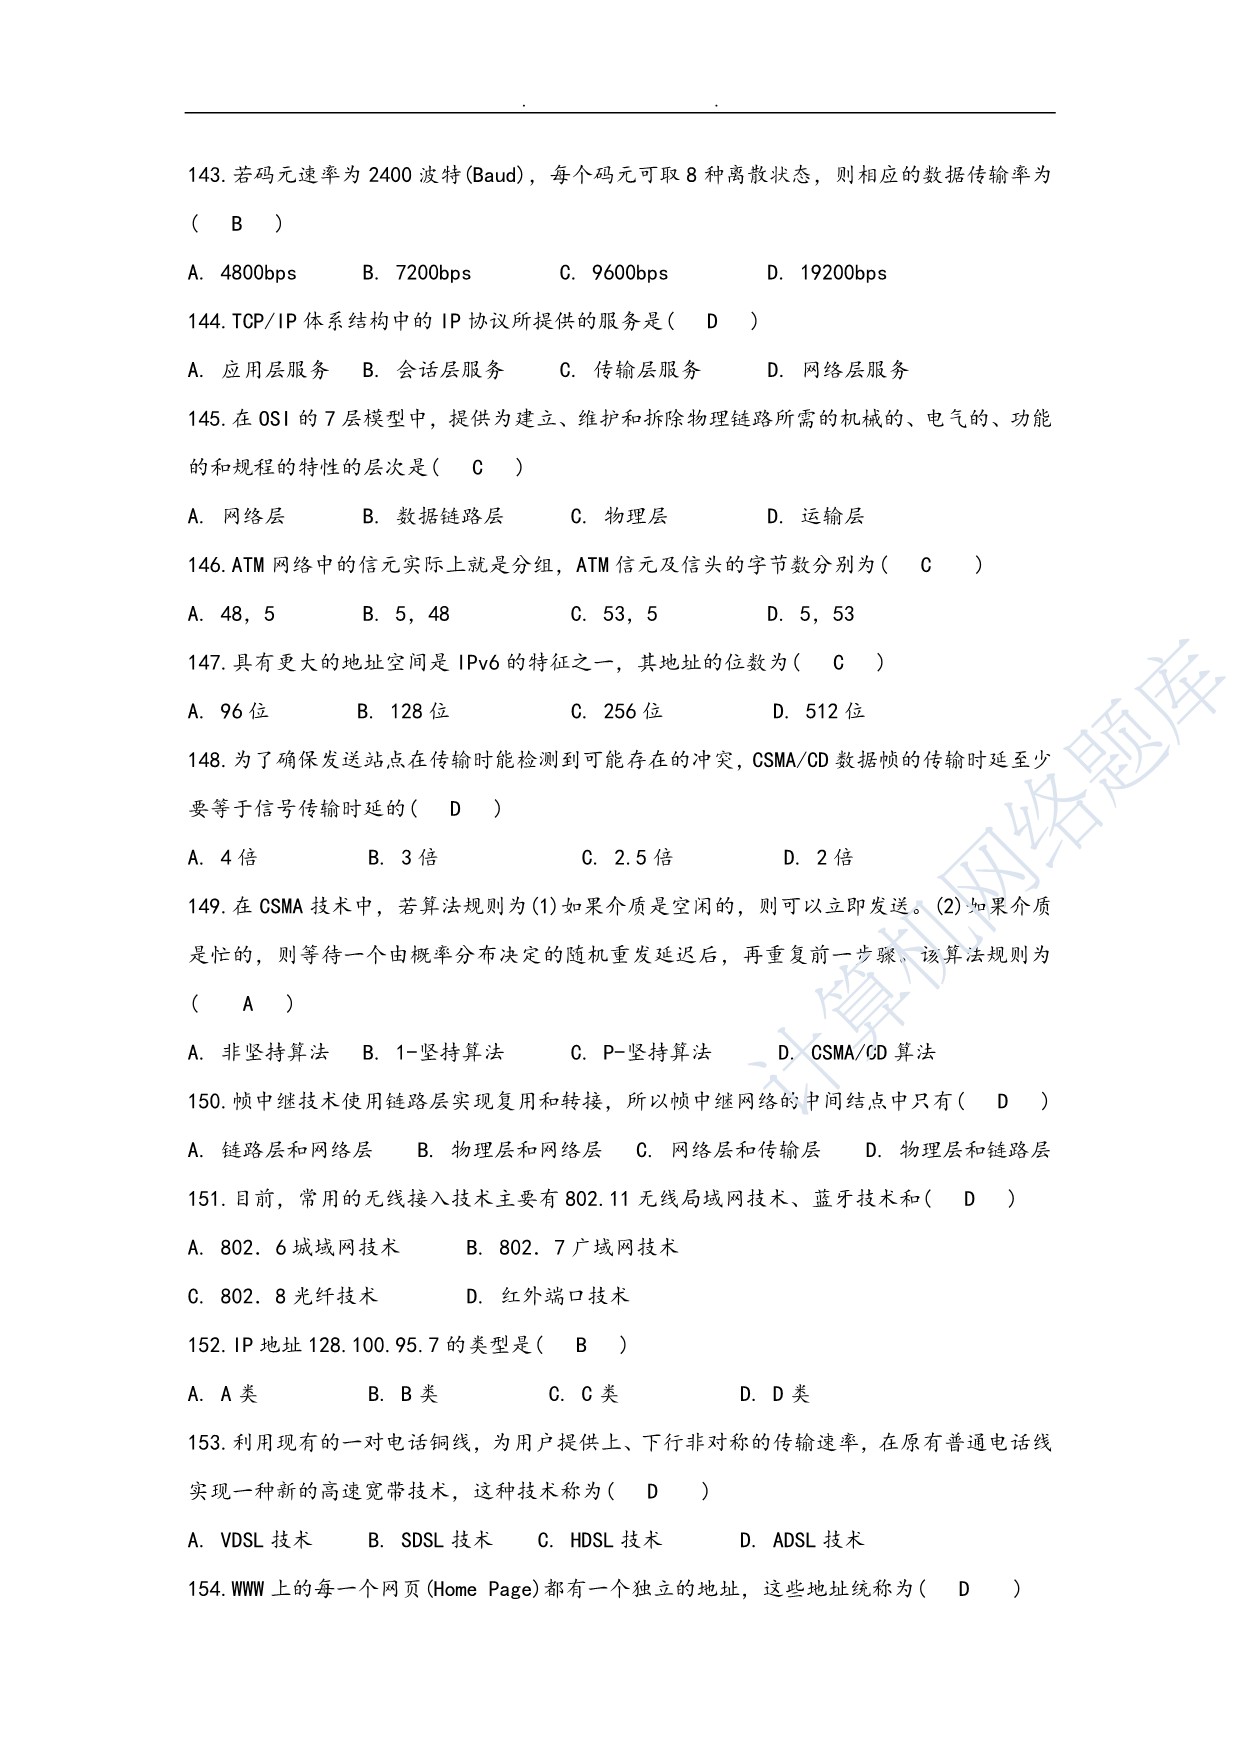 143.若码元速率为 2400 波特(Baud)，每个码元可取 8 种离散状态，则相应的数据传输率为
( B )
A. 4800bps B. 7200bps C. 9600bps D. 19200bps
144.TCP/IP 体系结构中的 IP 协议所提供的服务是( D )
A. 应用层服务 B. 会话层服务 C. 传输层服务 D. 网络层服务
145.在 OSI 的 7 层模型中，提供为建立、维护和拆除物理链路所需的机械的、电气的、功能
的和规程的特性的层次是( C )
A. 网络层 B. 数据链路层 C. 物理层 D. 运输层
146.ATM 网络中的信元实际上就是分组，ATM 信元及信头的字节数分别为( C )
A. 48，5 B. 5，48 C. 53，5 D. 5，53
147.具有更大的地址空间是 IPv6 的特征之一，其地址的位数为( C )
A. 96 位 B. 128 位 C. 256 位 D. 512 位
148.为了确保发送站点在传输时能检测到可能存在的冲突，CSMA/CD 数据帧的传输时延至少
要等于信号传输时延的( D )
A. 4 倍 B. 3 倍 C. 2.5 倍 D. 2 倍
149.在 CSMA 技术中，若算法规则为(1)如果介质是空闲的，则可以立即发送。(2)如果介质
是忙的，则等待一个由概率分布决定的随机重发延迟后，再重复前一步骤。该算法规则为
( A )
A. 非坚持算法 B. 1-坚持算法 C. P-坚持算法 D. CSMA/CD 算法
150.帧中继技术使用链路层实现复用和转接，所以帧中继网络的中间结点中只有( D )
A. 链路层和网络层 B. 物理层和网络层 C. 网络层和传输层 D. 物理层和链路层
151.目前，常用的无线接入技术主要有 802.11 无线局域网技术、蓝牙技术和( D )
A. 802．6 城域网技术 B. 802．7 广域网技术
C. 802．8 光纤技术 D. 红外端口技术
152.IP 地址 128.100.95.7 的类型是( B )
A. A 类 B. B 类 C. C 类 D. D 类
153.利用现有的一对电话铜线，为用户提供上、下行非对称的传输速率，在原有普通电话线
实现一种新的高速宽带技术，这种技术称为( D )
A. VDSL 技术 B. SDSL 技术 C. HDSL 技术 D. ADSL 技术
154.WWW 上的每一个网页(Home Page)都有一个独立的地址，这些地址统称为( D )
计算机网络题库